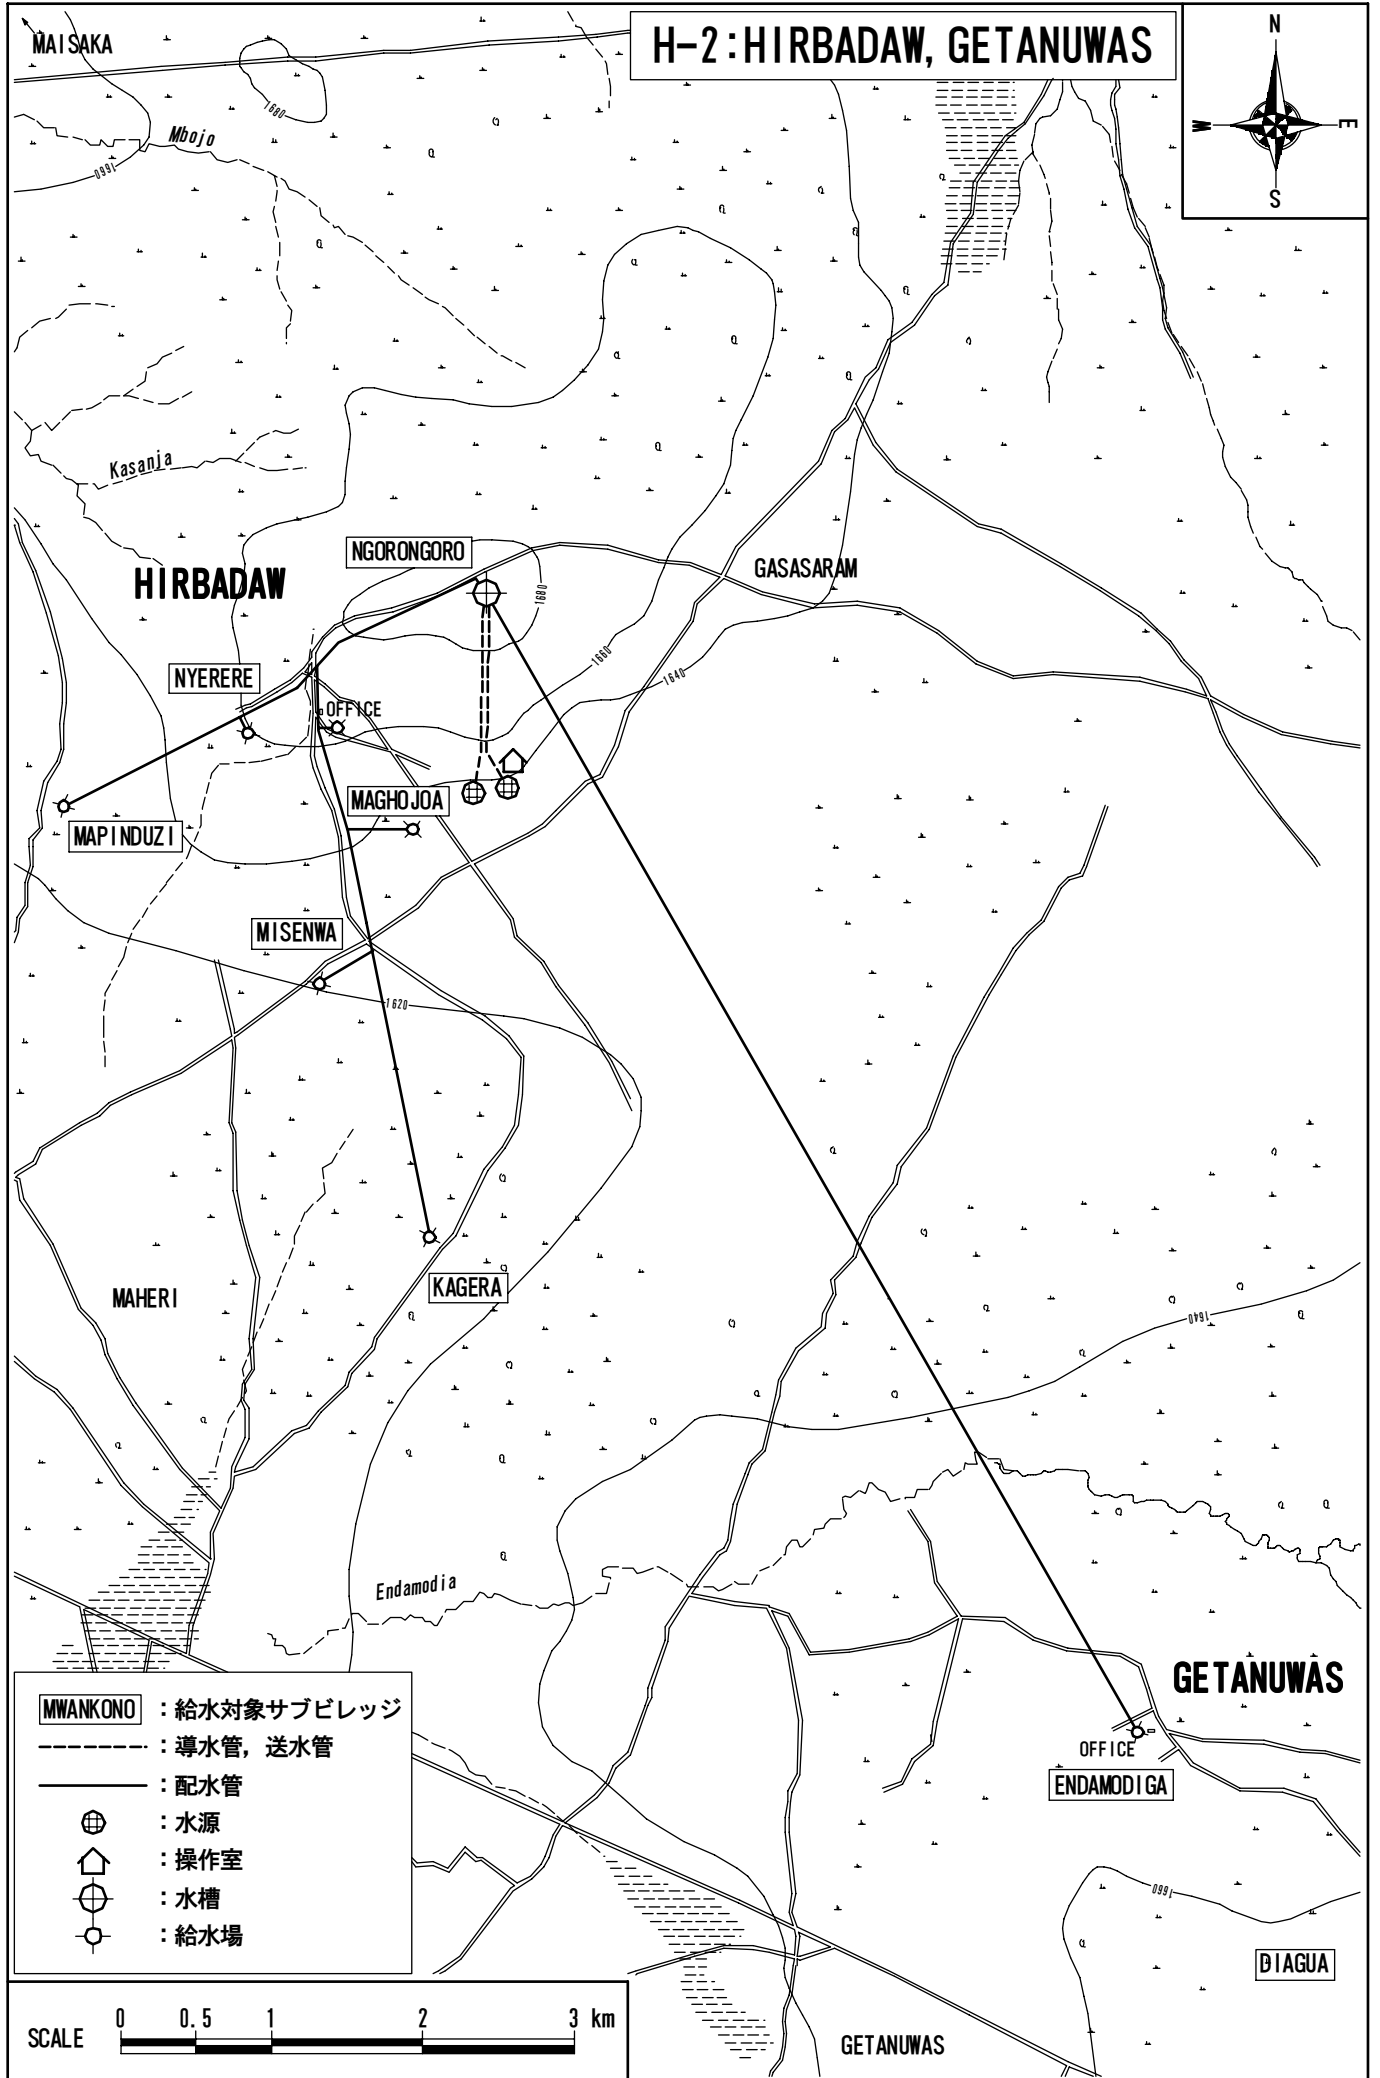 H-2:HIRBADAW, GETANUWAS
N
W
E
S
MAISAKA
1680
Mbojo
1660
Kasanja
NGORONGORO
GASASARAM
HIRBADAW
1680
1660
1640
NYERERE
OFFICE
MAGHOJOA
MAPINDUZI
MISENWA
1620
KAGERA
MAHERI
1640
Endamodia
GETANUWAS
OFFICE
ENDAMODIGA
1660
DIAGUA
GETANUWAS
MWANKONO :給水対象サブビレッジ
:導水管，送水管
:配水管
:水源
:操作室
:水槽
:給水場
SCALE 0 0.5 1 2 3 km